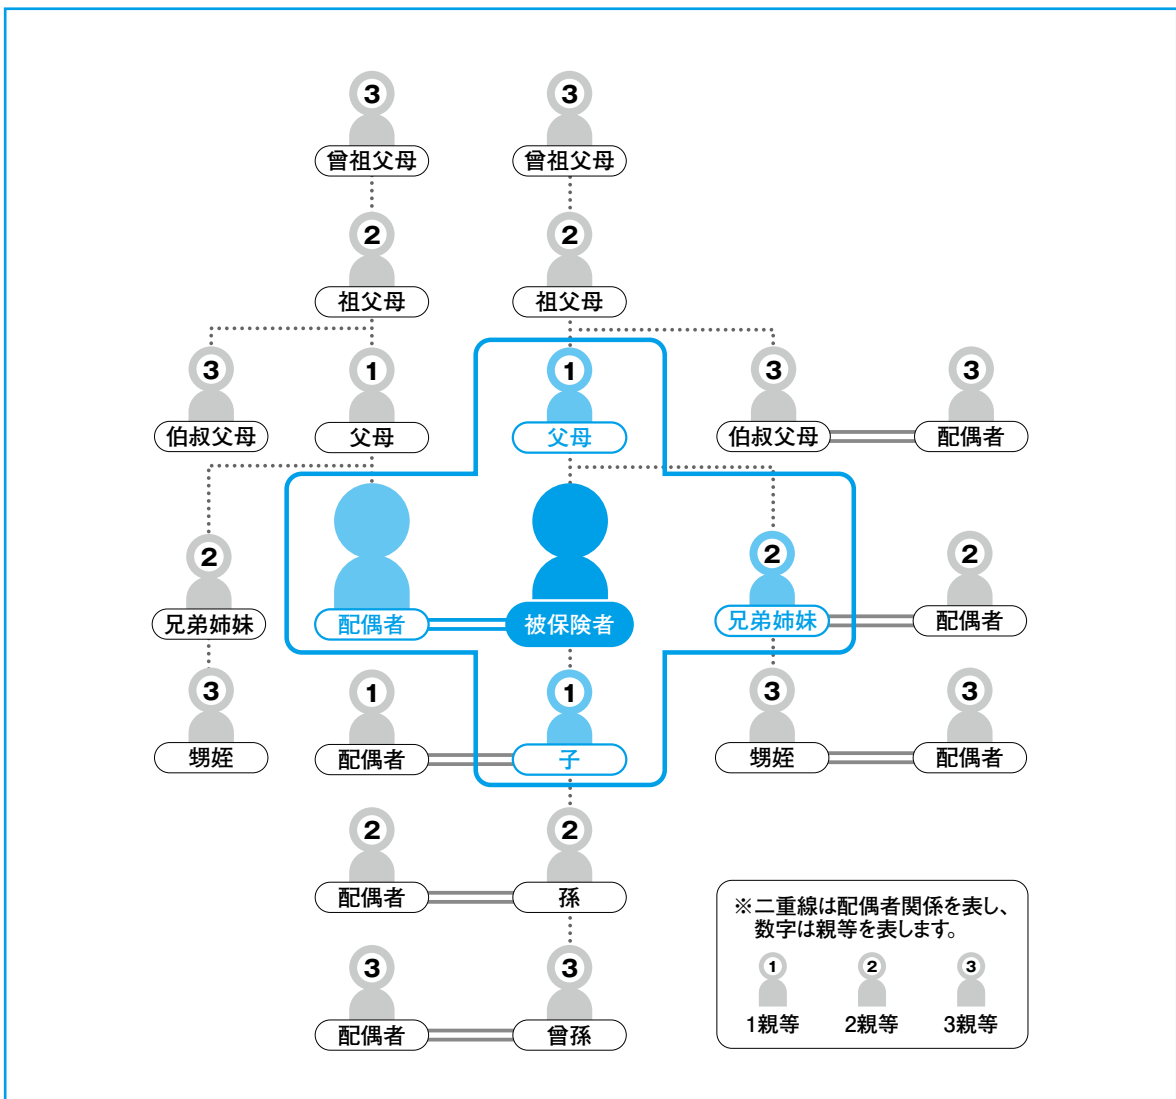 3 3
曾祖父母 曾祖父母
2 2
祖父母 祖父母
3 1 1 3 3
伯叔父母 父母 父母 伯叔父母 配偶者
2 2 2
兄弟姉妹 配偶者 被保険者 兄弟姉妹 配偶者
3 1 1 3 3
甥姪 配偶者 子 甥姪 配偶者
2 2
配偶者 孫
3 3
配偶者 曾孫
※二重線は配偶者関係を表し、
数字は親等を表します。
1 2 3
1親等 2親等 3親等